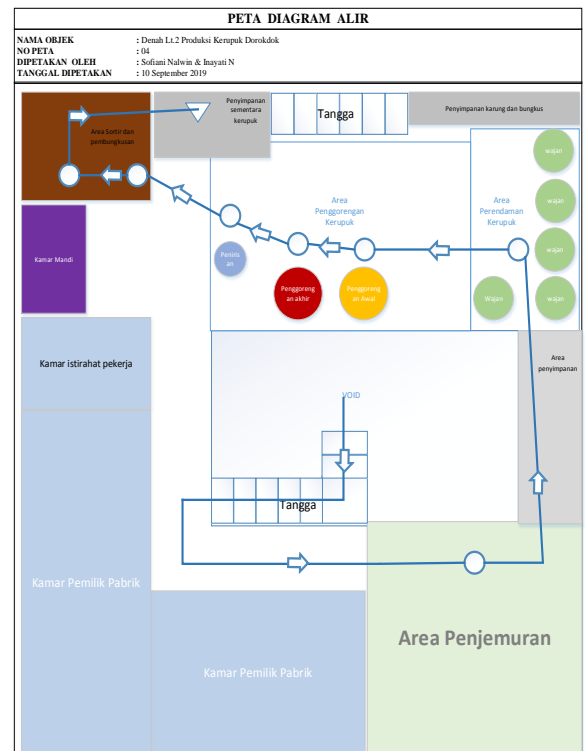 PETA DIAGRAM ALIR
NAMA OBJEK : Denah Lt.2 Produksi Kerupuk Dorokdok
NO PETA : 04
DIPETAKAN OLEH : Sofiani Nalwin & Inayati N
TANGGAL DIPETAKAN : 10 September 2019
Area Sortir dan
pembungkusan
Penyimpanan
sementara
kerupuk
Tangga
Penyimpanan karung dan bungkus
Area
Penggorengan
Kerupuk
Area
Perendaman
Kerupuk
wajan
wajan
wajan
wajan
Wajan
Kamar Mandi
Penirisan
Penggoreng
an akhir
Penggoreng
an Awal
Kamar istirahat pekerja
Area
penyimpanan
VOID
Tangga
Kamar Pemilik Pabrik
Kamar Pemilik Pabrik
Area Penjemuran